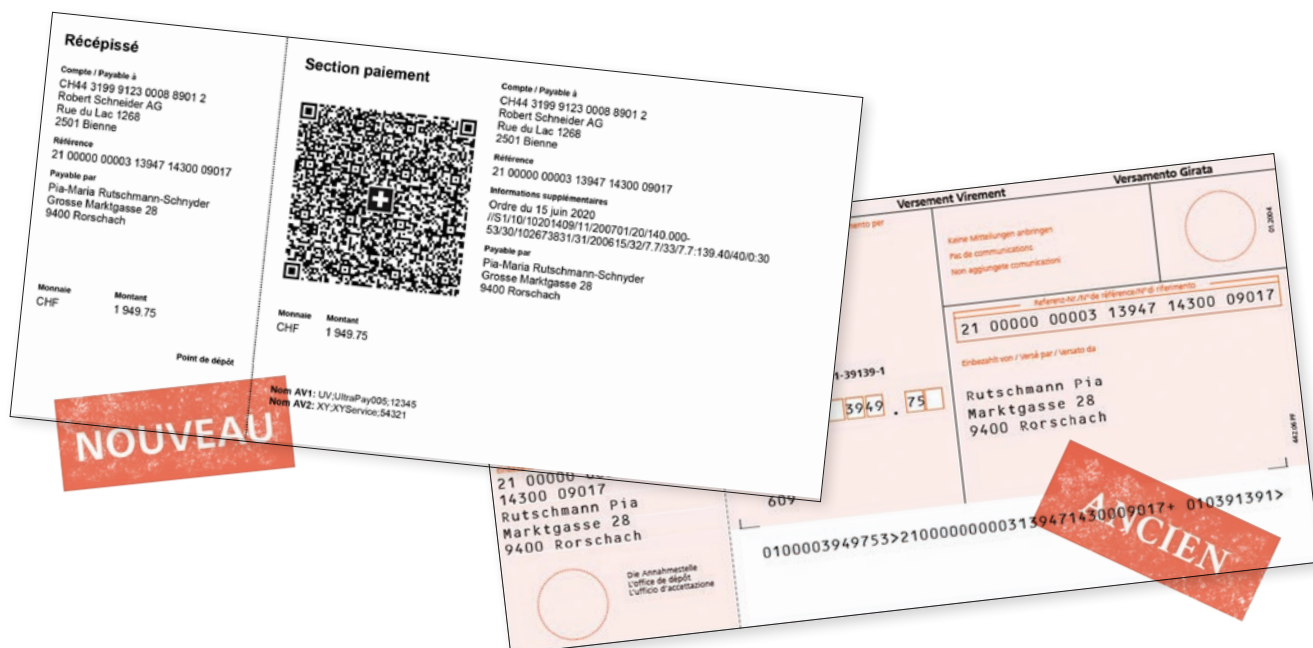 Récépissé
Compte / Payable à
CH44 3199 9123 0008 8901 2
Robert Schneider AG
Rue du Lac 1268
2501 Bienne
Référence
21 00000 00003 13947 14300 09017
Payable par
Pia-Maria Rutschmann-Schnyder
Grosse Marktgasse 28
9400 Rorschach
Monnaie Montant
CHF 1 949.75
Point de dépôt
Section paiement
Monnaie Montant
CHF 1 949.75
Nom AV1: UV;UltraPay005;12345
Nom AV2: XY;XYService;54321
Compte / Payable à
CH44 3199 9123 0008 8901 2
Robert Schneider AG
Rue du Lac 1268
2501 Bienne
Référence
21 00000 00003 13947 14300 09017
Informations supplémentaires
Ordre du 15 juin 2020
//S1/10/10201409/11/200701/20/140.000-
53/30/102673831/31/200615/32/7.7/33/7.7:139.40/40/0:30
Payable par
Pia-Maria Rutschmann-Schnyder
Grosse Marktgasse 28
9400 Rorschach
NOUVEAU
Versement Virement
Versamento Girata
Keine Mitteilungen anbringen
Pas de communications
Non aggiungete comunicazioni
01.2004
Referenz-Nr./N° de référence/N° di riferimento
21 00000 00003 13947 14300 09017
1-39139-1
3949 . 75
Einbezahlt von / Versé par / Versato da
Rutschmann Pia
Marktgasse 28
9400 Rorschach
442.06
609
21 00000
14300 09017
Rutschmann Pia
Marktgasse 28
9400 Rorschach
Die Annahmestelle
L'office de dépôt
L'ufficio d'accettazione
0100003949753>210000000003139471430009017+ 010391391>
ANCIEN